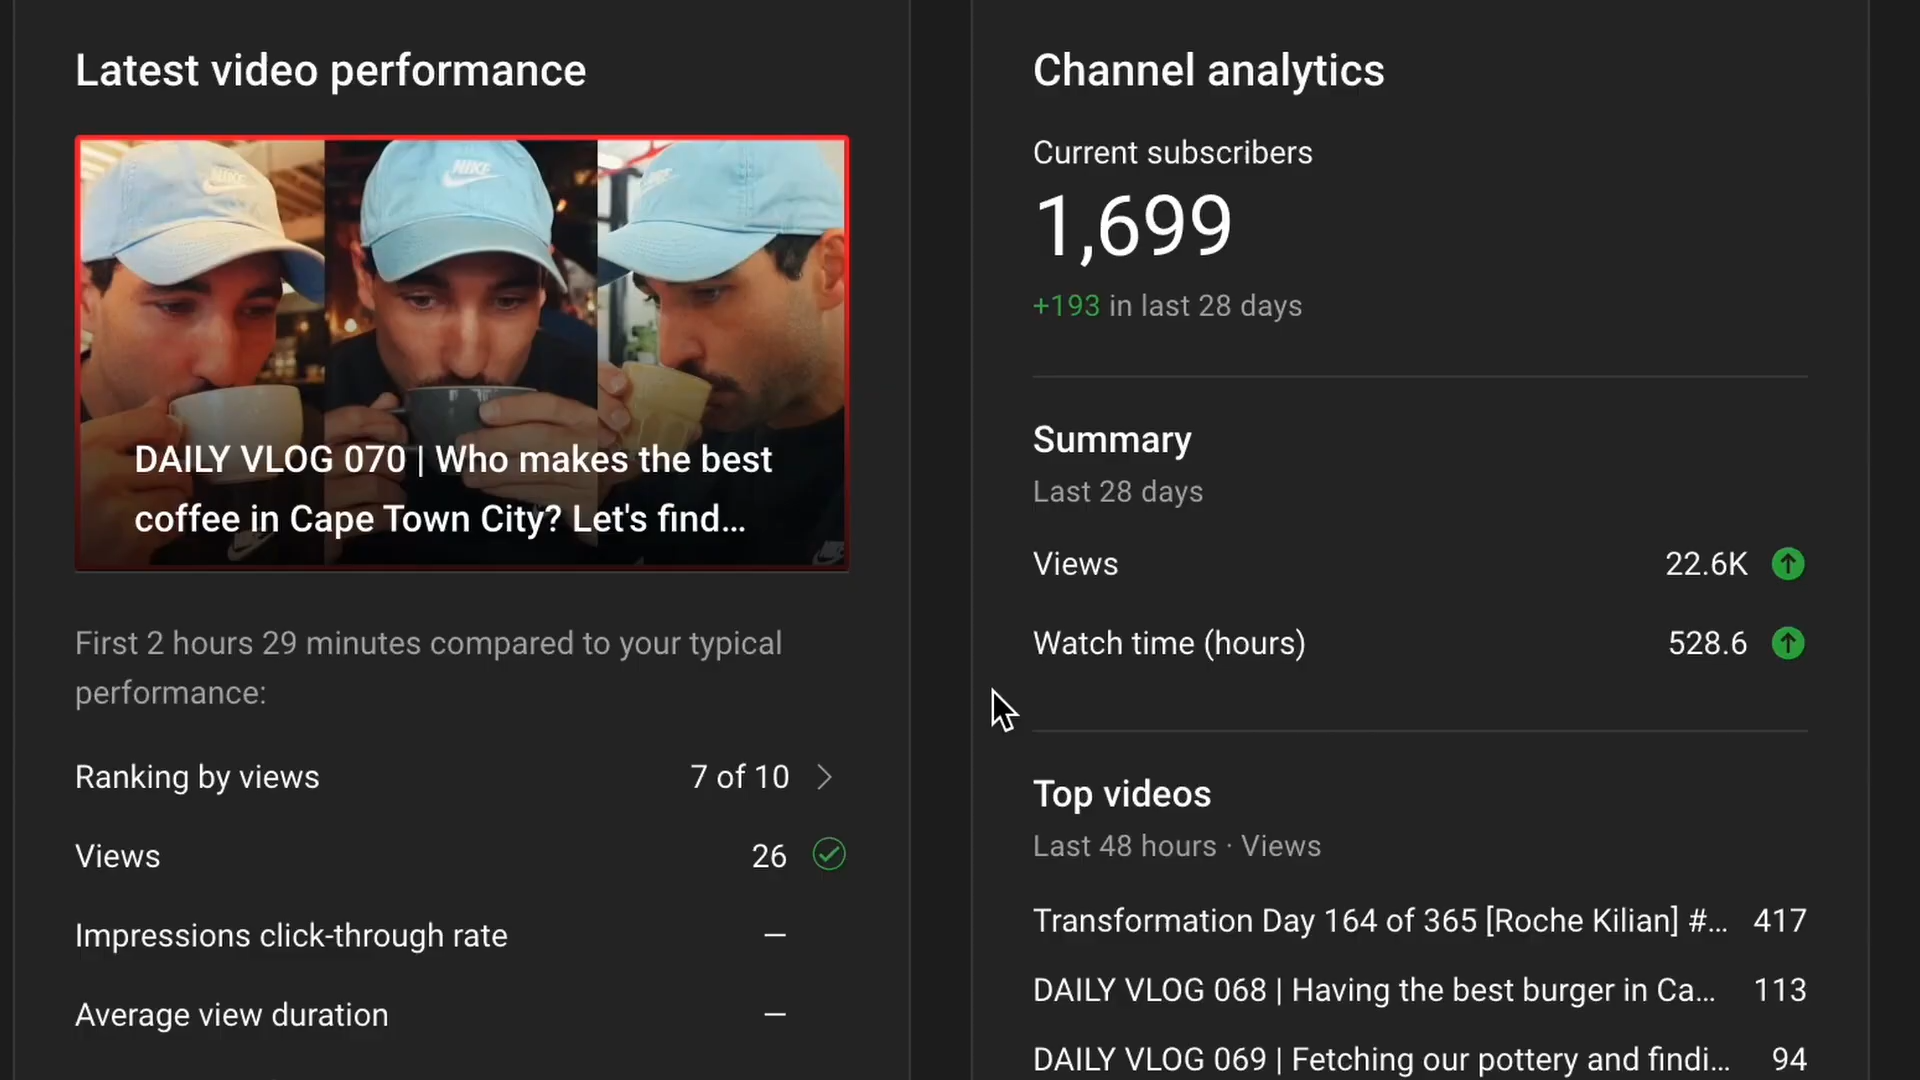 Latest video performance
NIKE
NIKE
DAILY VLOG 070 | Who makes the best
coffee in Cape Town City? Let's find...
First 2 hours 29 minutes compared to your typical
performance:
Ranking by views 7 of 10
Views 26
Impressions click-through rate —
Average view duration —
Channel analytics
Current subscribers
1,699
+193 in last 28 days
Summary
Last 28 days
Views 22.6K
Watch time (hours) 528.6
Top videos
Last 48 hours · Views
Transformation Day 164 of 365 [Roche Kilian] #... 417
DAILY VLOG 068 | Having the best burger in Ca... 113
DAILY VLOG 069 | Fetching our pottery and findi... 94